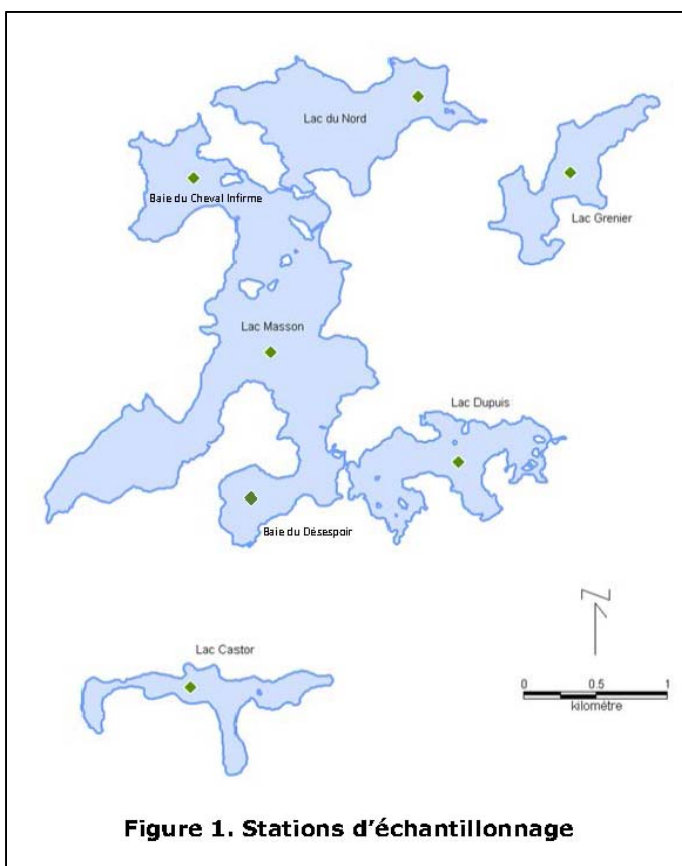 Lac du Nord
Baie du Cheval Infirme
Lac Grenier
Lac Masson
Lac Dupuis
Baie du Désespoir
Lac Castor
N
0 0.5 1
kilomètre
Figure 1. Stations d'échantillonnage